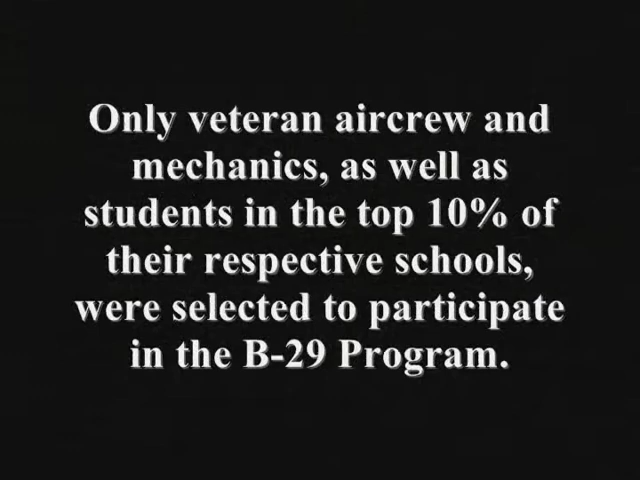 Only veteran aircrew and
mechanics, as well as
students in the top 10% of
their respective schools,
were selected to participate
in the B-29 Program.